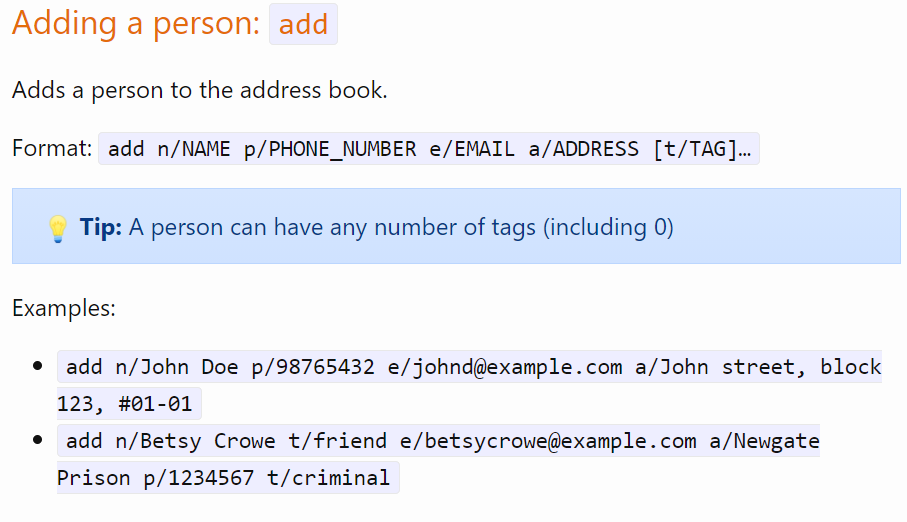 Adding a person: add
Adds a person to the address book.
Format: add n/NAME p/PHONE_NUMBER e/EMAIL a/ADDRESS [t/TAG]…
💡 Tip: A person can have any number of tags (including 0)
Examples:
• add n/John Doe p/98765432 e/johnd@example.com a/John street, block
123, #01-01
• add n/Betsy Crowe t/friend e/betsycrowe@example.com a/Newgate
Prison p/1234567 t/criminal